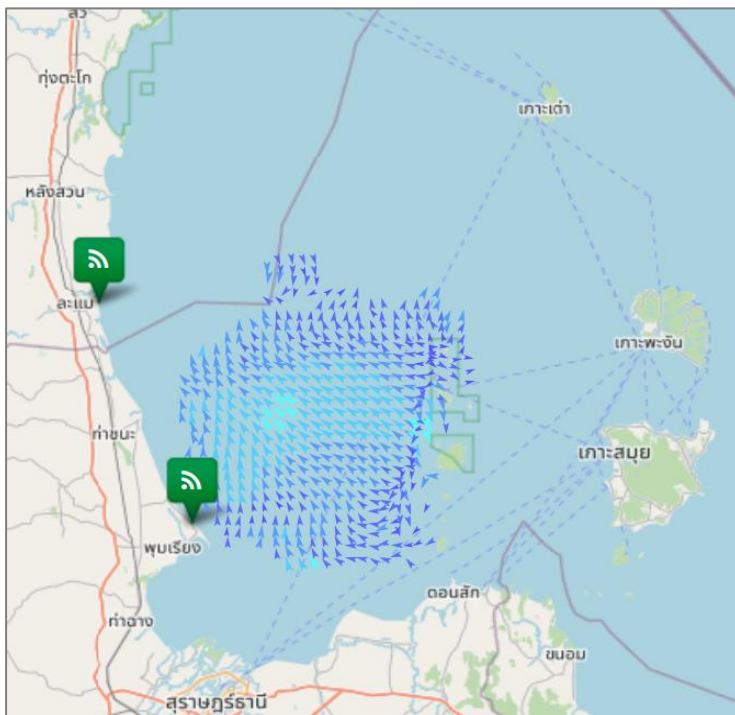 สวี
ทุ่งตะโก
เกาะเต่า
หลังสวน
ละแม
เกาะพะงัน
ท่าชนะ
เกาะสมุย
พุมเรียง
ดอนสัก
ท่าฉาง
ขนอม
สุราษฎร์ธานี